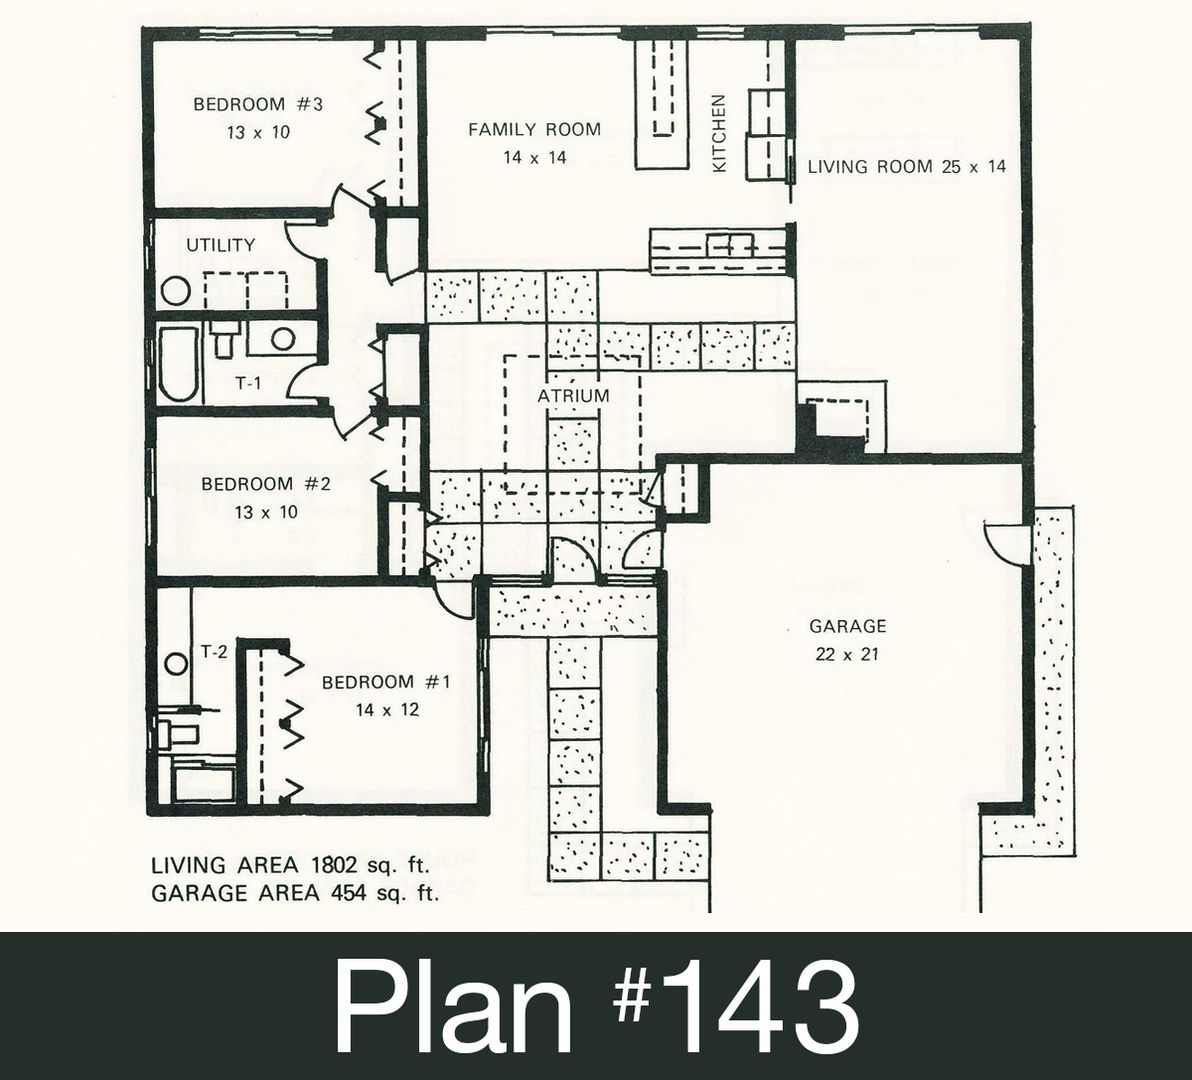 BEDROOM #3
13 x 10
FAMILY ROOM
14 x 14
KITCHEN
LIVING ROOM 25 x 14
UTILITY
T-1
ATRIUM
BEDROOM #2
13 x 10
GARAGE
22 x 21
T-2
BEDROOM #1
14 x 12
LIVING AREA 1802 sq. ft.
GARAGE AREA 454 sq. ft.
Plan #143